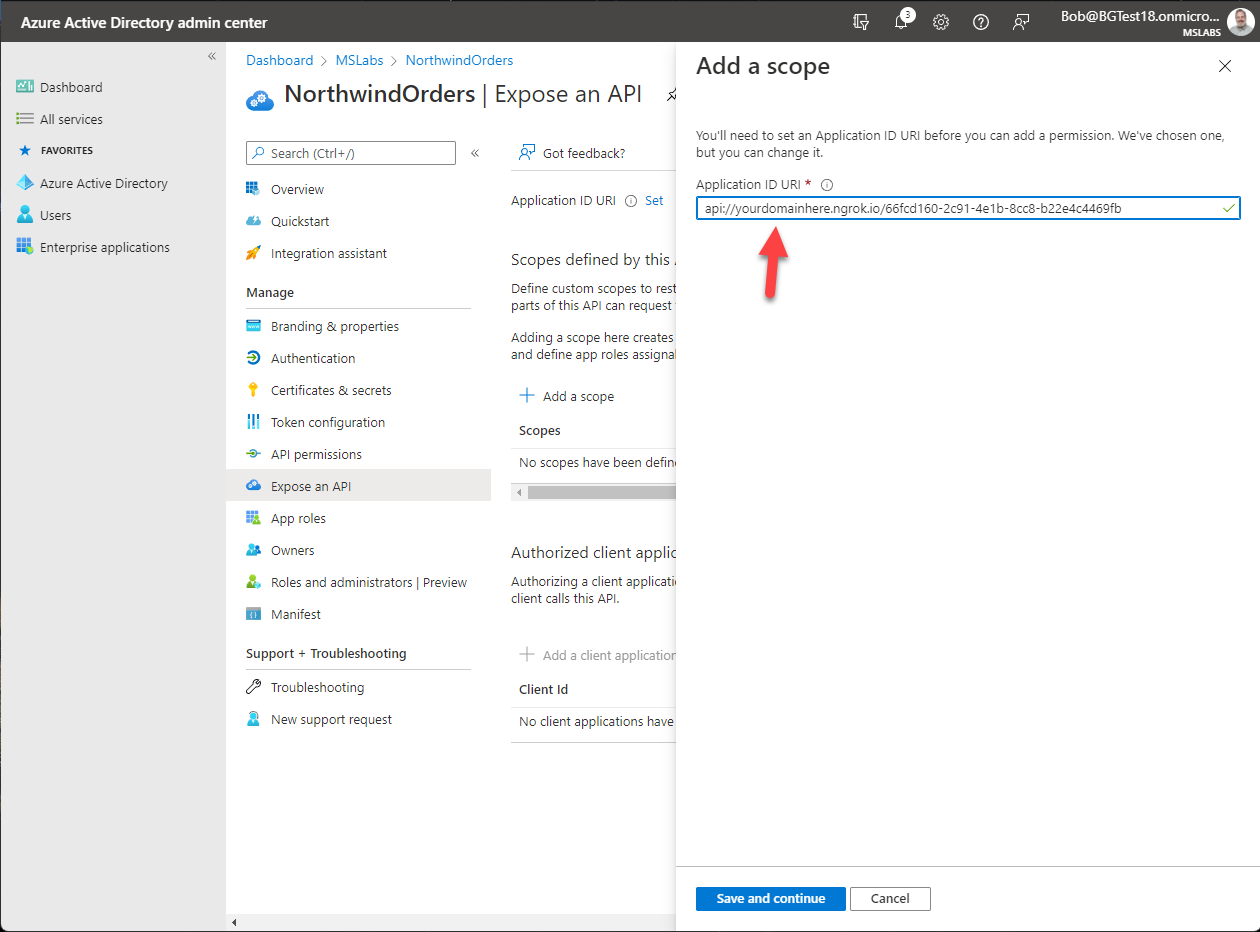 Azure Active Directory admin center
3
Bob@BGTest18.onmicro...
MSLABS
«
Dashboard
All services
FAVORITES
Azure Active Directory
Users
Enterprise applications
Dashboard > MSLabs > NorthwindOrders
NorthwindOrders | Expose an API
Search (Ctrl+/)
«
Overview
Quickstart
Integration assistant
Manage
Branding & properties
Authentication
Certificates & secrets
Token configuration
API permissions
Expose an API
App roles
Owners
Roles and administrators | Preview
Manifest
Support + Troubleshooting
Troubleshooting
New support request
Got feedback?
Application ID URI Set
Scopes defined by this
Define custom scopes to rest
parts of this API can request
Adding a scope here creates
and define app roles assignal
Add a scope
Scopes
No scopes have been define
Authorized client applic
Authorizing a client applicati
client calls this API.
Add a client application
Client Id
No client applications have
Add a scope
You'll need to set an Application ID URI before you can add a permission. We've chosen one,
but you can change it.
Application ID URI *
api://yourdomainhere.ngrok.io/66fcd160-2c91-4e1b-8cc8-b22e4c4469fb
Save and continue
Cancel